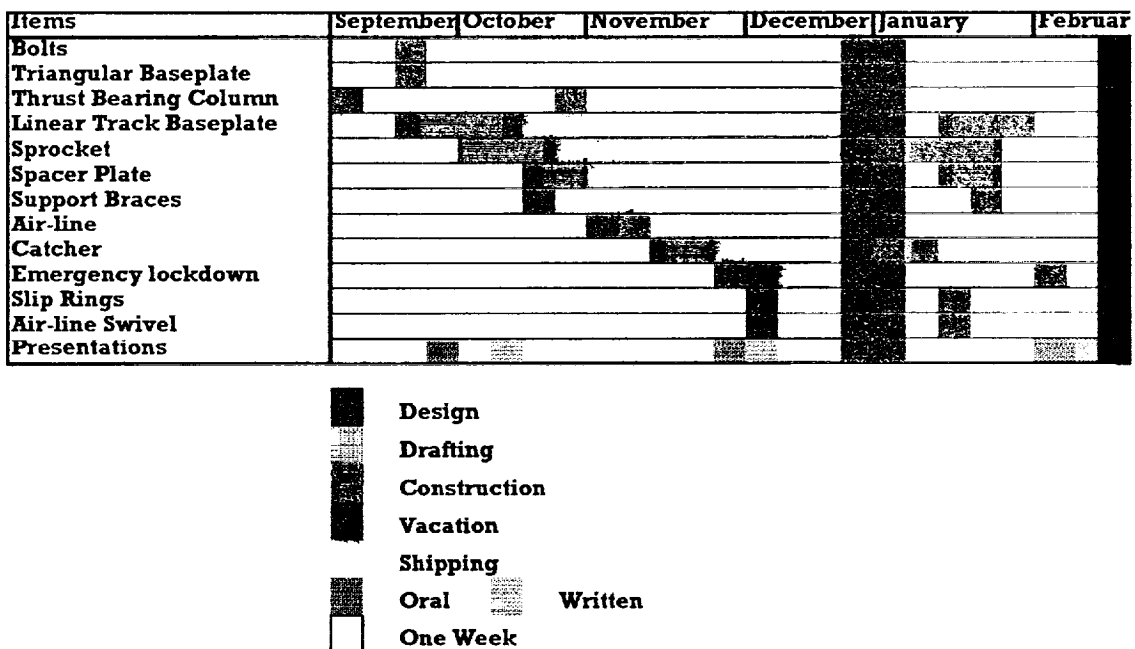 Items September October November December January Februar
Bolts
Triangular Baseplate
Thrust Bearing Column
Linear Track Baseplate
Sprocket
Spacer Plate
Support Braces
Air-line
Catcher
Emergency lockdown
Slip Rings
Air-line Swivel
Presentations
Design
Drafting
Construction
Vacation
Shipping
Oral Written
One Week